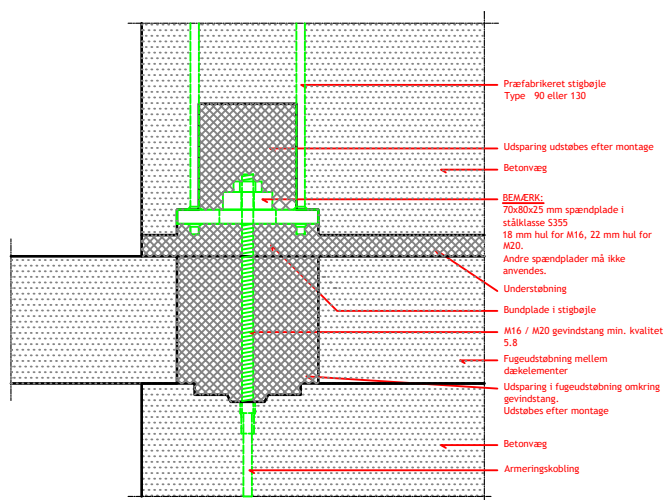 Præfabrikeret stigbøjle
Type 90 eller 130
Udsparing udstøbes efter montage
Betonvæg
BEMÆRK:
70x80x25 mm spændplade i
stålklasse S355
18 mm hul for M16, 22 mm hul for
M20.
Andre spændplader må ikke
anvendes.
Understøbning
Bundplade i stigbøjle
M16 / M20 gevindstang min. kvalitet
5.8
Fugeudstøbning mellem
dækelementer
Udsparing i fugeudstøbning omkring
gevindstang.
Udstøbes efter montage
Betonvæg
Armeringskobling